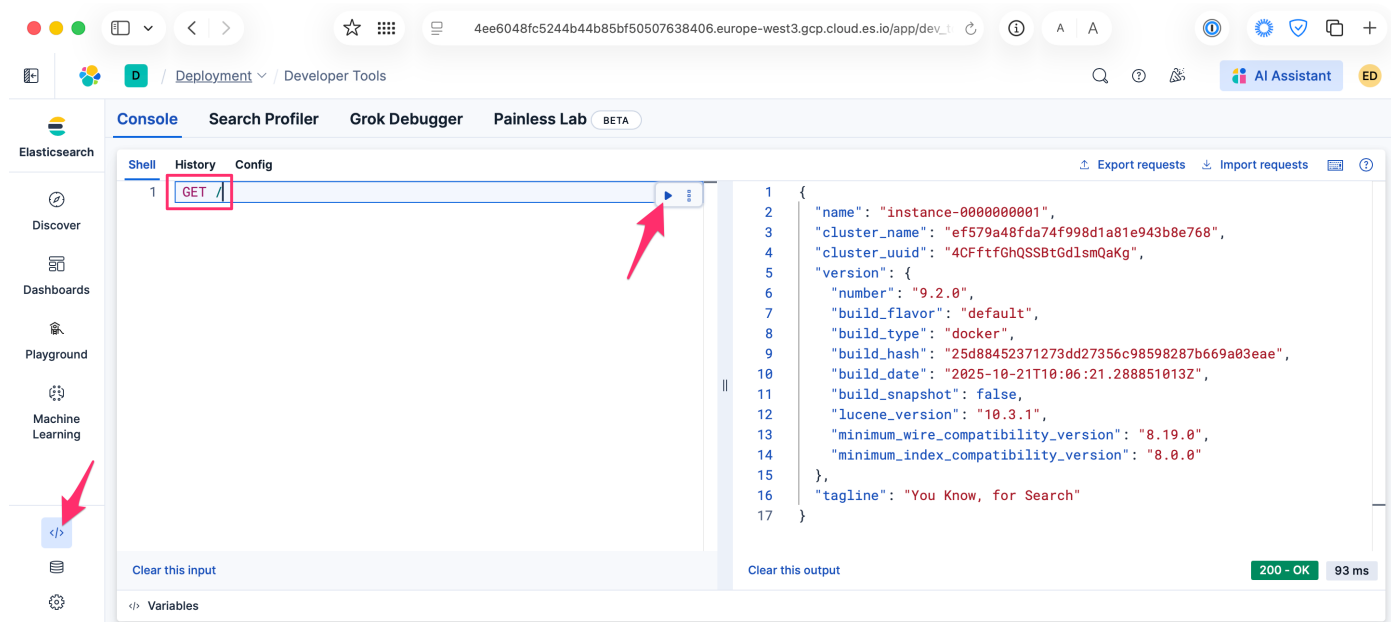 4ee6048fc5244b44b85bf50507638406.europe-west3.gcp.cloud.es.io/app/dev_t
A A
D / Deployment / Developer Tools
AI Assistant
ED
Elasticsearch
Discover
Dashboards
Playground
Machine
Learning
Console Search Profiler Grok Debugger Painless Lab BETA
Shell History Config
Export requests Import requests
1 GET /
1 {
2 "name": "instance-0000000001",
3 "cluster_name": "ef579a48fda74f998d1a81e943b8e768",
4 "cluster_uuid": "4CFftfGhQSSBtGdlsmQaKg",
5 "version": {
6 "number": "9.2.0",
7 "build_flavor": "default",
8 "build_type": "docker",
9 "build_hash": "25d88452371273dd27356c98598287b669a03eae",
10 "build_date": "2025-10-21T10:06:21.288851013Z",
11 "build_snapshot": false,
12 "lucene_version": "10.3.1",
13 "minimum_wire_compatibility_version": "8.19.0",
14 "minimum_index_compatibility_version": "8.0.0"
15 },
16 "tagline": "You Know, for Search"
17 }
Clear this input
Clear this output
200 - OK 93 ms
</> Variables